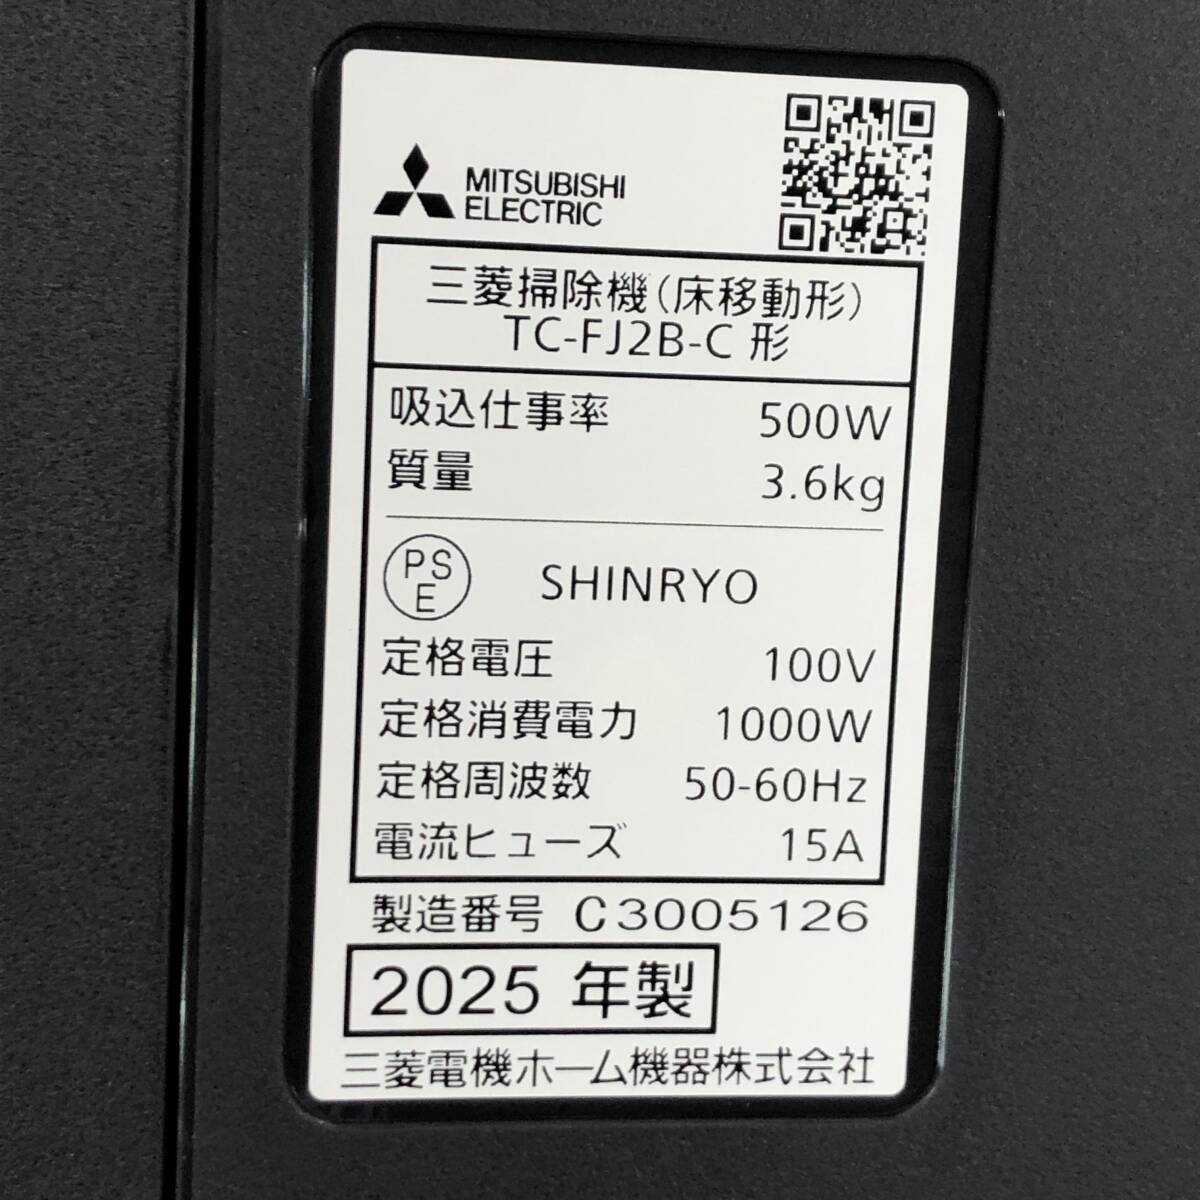 MITSUBISHI
ELECTRIC
三菱掃除機(床移動形)
TC-FJ2B-C 形
吸込仕事率 500W
質量 3.6kg
PS
E
SHINRYO
定格電圧 100V
定格消費電力 1000W
定格周波数 50-60Hz
電流ヒューズ 15A
製造番号 C3005126
2025 年製
三菱電機ホーム機器株式会社